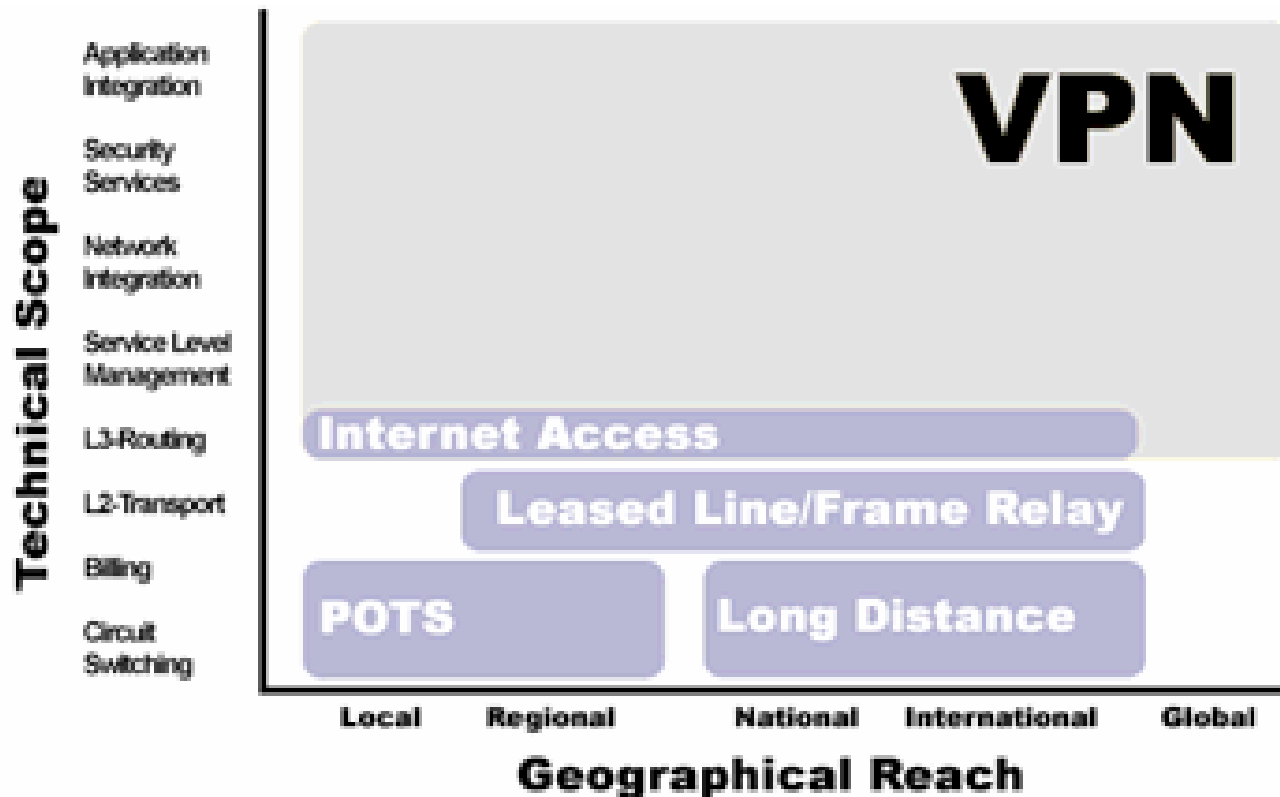 Technical Scope
Application
Integration
Security
Services
Network
Integration
Service Level
Management
L3-Routing
L2-Transport
Billing
Circuit
Switching
VPN
Internet Access
Leased Line/Frame Relay
POTS
Long Distance
Local
Regional
National
International
Global
Geographical Reach